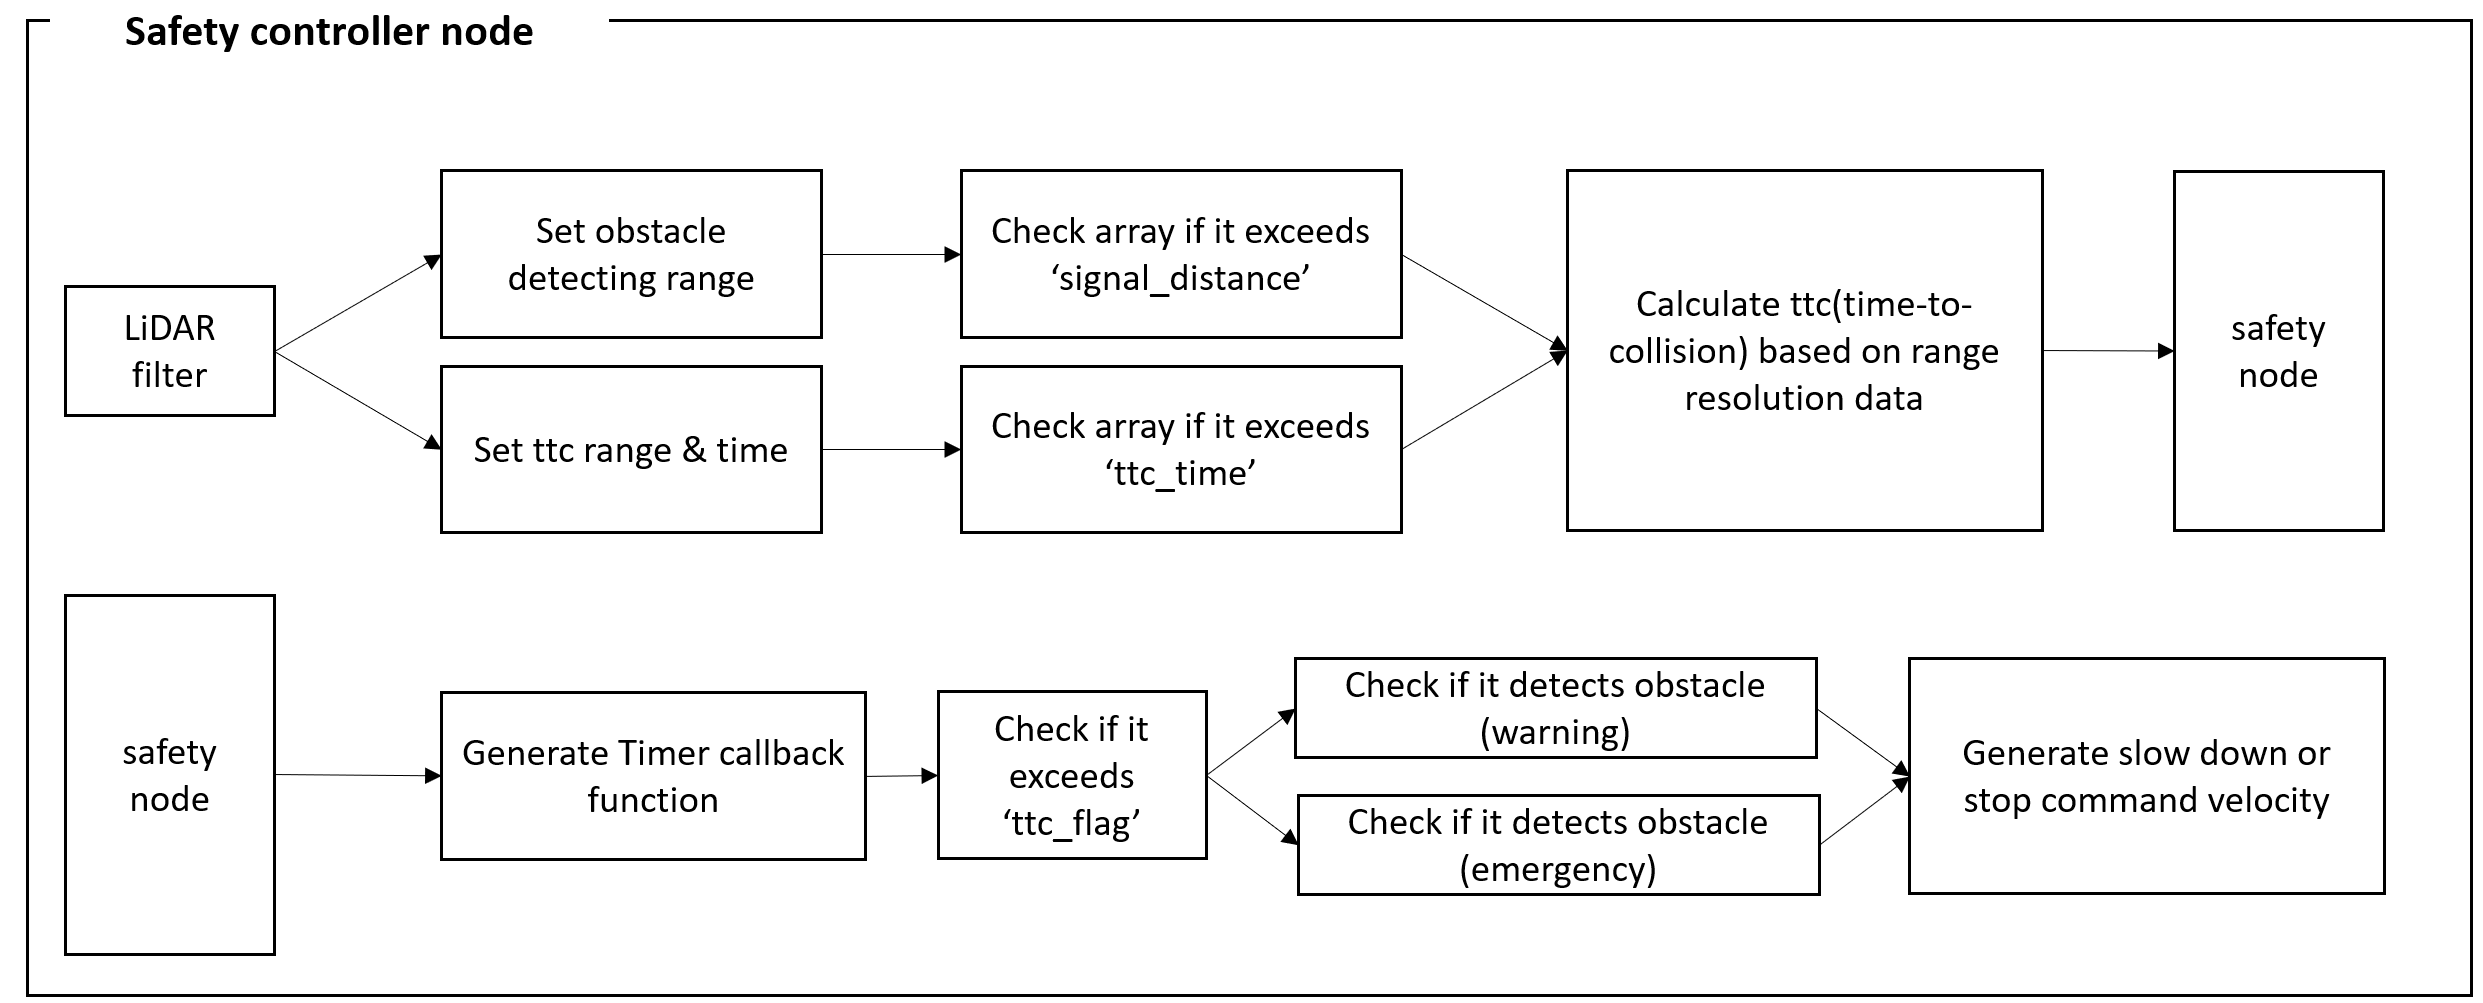 Safety controller node
LiDAR
filter
Set obstacle
detecting range
Check array if it exceeds
‘signal_distance’
Set ttc range & time
Check array if it exceeds
‘ttc_time’
Calculate ttc(time-to-
collision) based on range
resolution data
safety
node
safety
node
Generate Timer callback
function
Check if it
exceeds
‘ttc_flag’
Check if it detects obstacle
(warning)
Check if it detects obstacle
(emergency)
Generate slow down or
stop command velocity